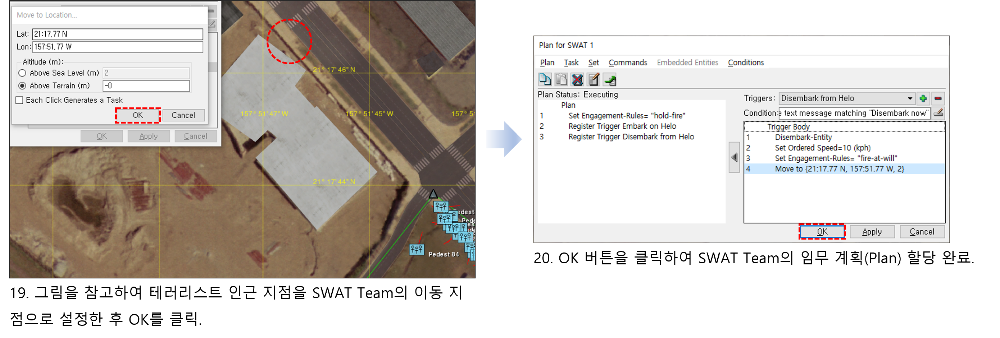 Move to Location...
Lat: 21:17.77 N
Lon: 157:51.77 W
Altitude (m):
Above Sea Level (m) 2
Above Terrain (m) -0
Each Click Generates a Task
OK Cancel
OK Apply Cancel
21° 17' 46" N
157° 51' 47" W 157° 51' 45" W 157° 5
21° 17' 44" N
Pedest 84
19. 그림을 참고하여 테러리스트 인근 지점을 SWAT Team의 이동 지
점으로 설정한 후 OK를 클릭.
Plan for SWAT 1
Plan Task Set Commands Embedded Entities Conditions
Plan Status: Executing
Plan
1 Set Engagement-Rules= "hold-fire"
2 Register Trigger Embark on Helo
3 Register Trigger Disembark from Helo
Triggers: Disembark from Helo
Condition: e text message matching "Disembark now"
Trigger Body
1 Disembark-Entity
2 Set Ordered Speed=10 (kph)
3 Set Engagement-Rules= "fire-at-will"
4 Move to {21:17.77 N, 157:51.77 W, 2}
OK Apply Cancel
20. OK 버튼을 클릭하여 SWAT Team의 임무 계획(Plan) 할당 완료.